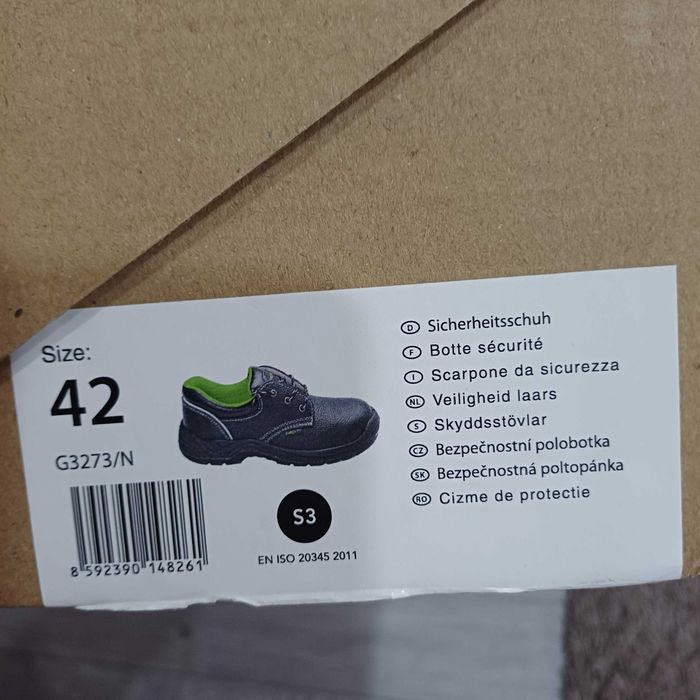 Size:
42
G3273/N
8 592390 148261
S3
EN ISO 20345 2011
D Sicherheitsschuh
F Botte sécurité
I Scarpone da sicurezza
NL Veiligheid laars
S Skyddsstövlar
CZ Bezpečnostní polobotka
SK Bezpečnostná poltopánka
RO Cizme de protectie